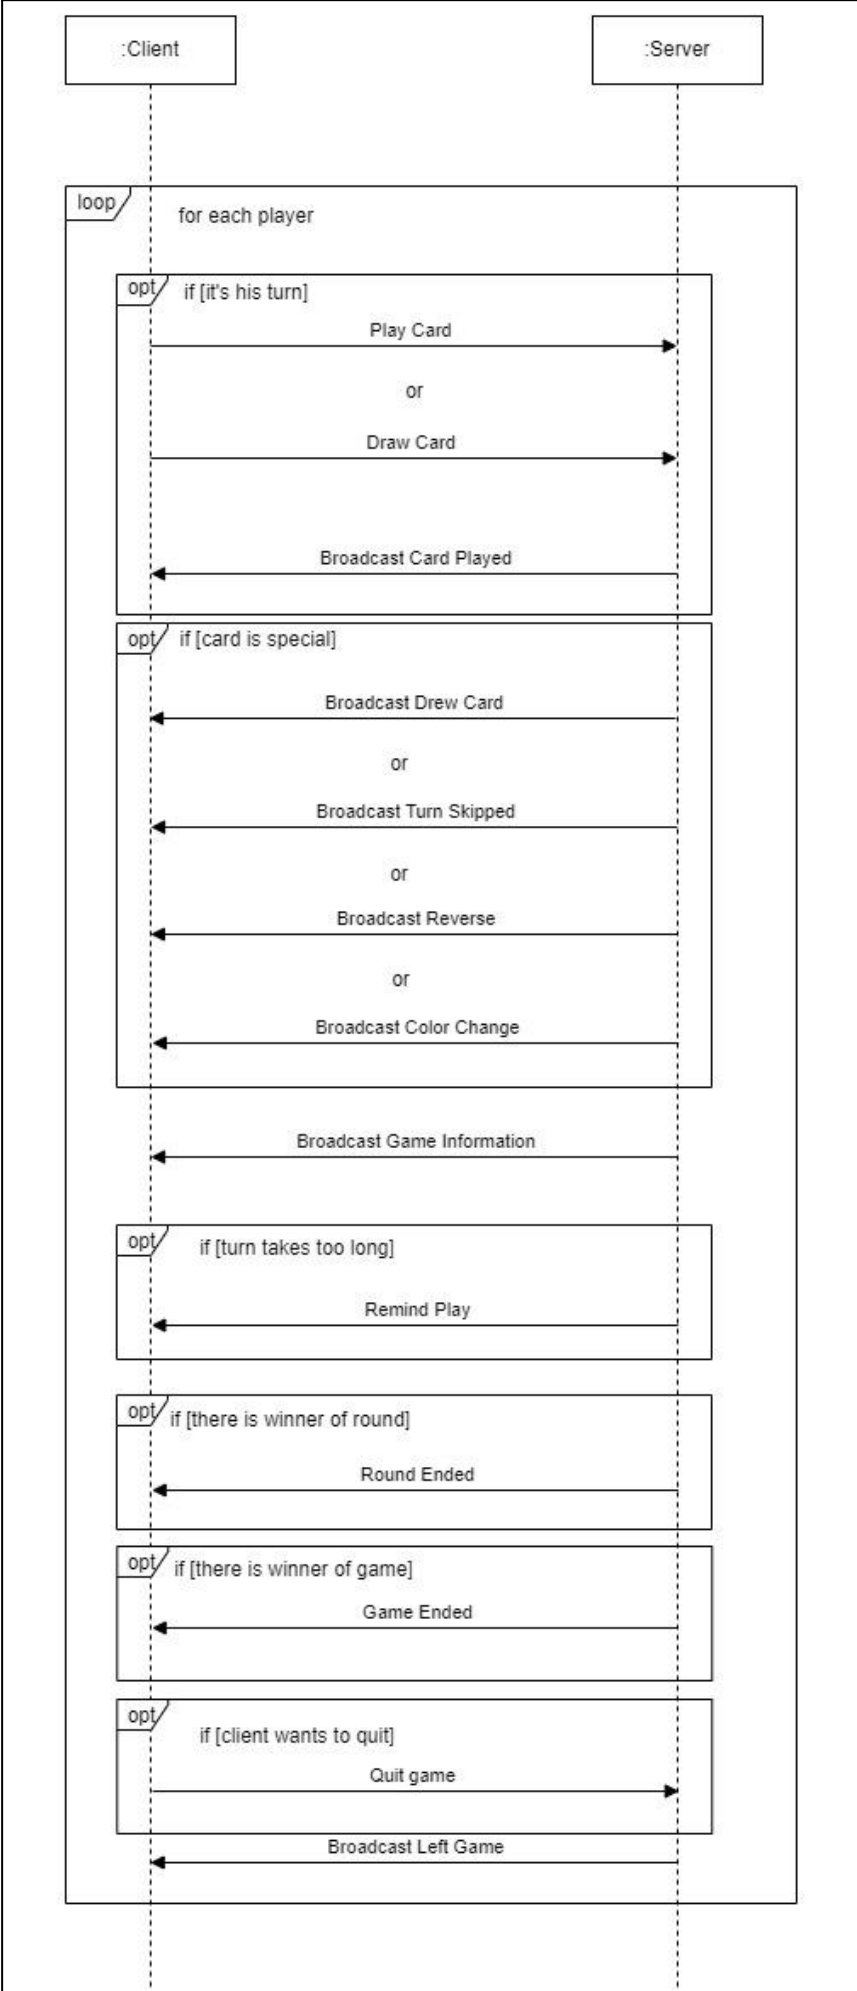 :Client
:Server
loop
for each player
opt
if [it's his turn]
Play Card
or
Draw Card
Broadcast Card Played
opt
if [card is special]
Broadcast Drew Card
or
Broadcast Turn Skipped
or
Broadcast Reverse
or
Broadcast Color Change
Broadcast Game Information
opt
if [turn takes too long]
Remind Play
opt
if [there is winner of round]
Round Ended
opt
if [there is winner of game]
Game Ended
opt
if [client wants to quit]
Quit game
Broadcast Left Game